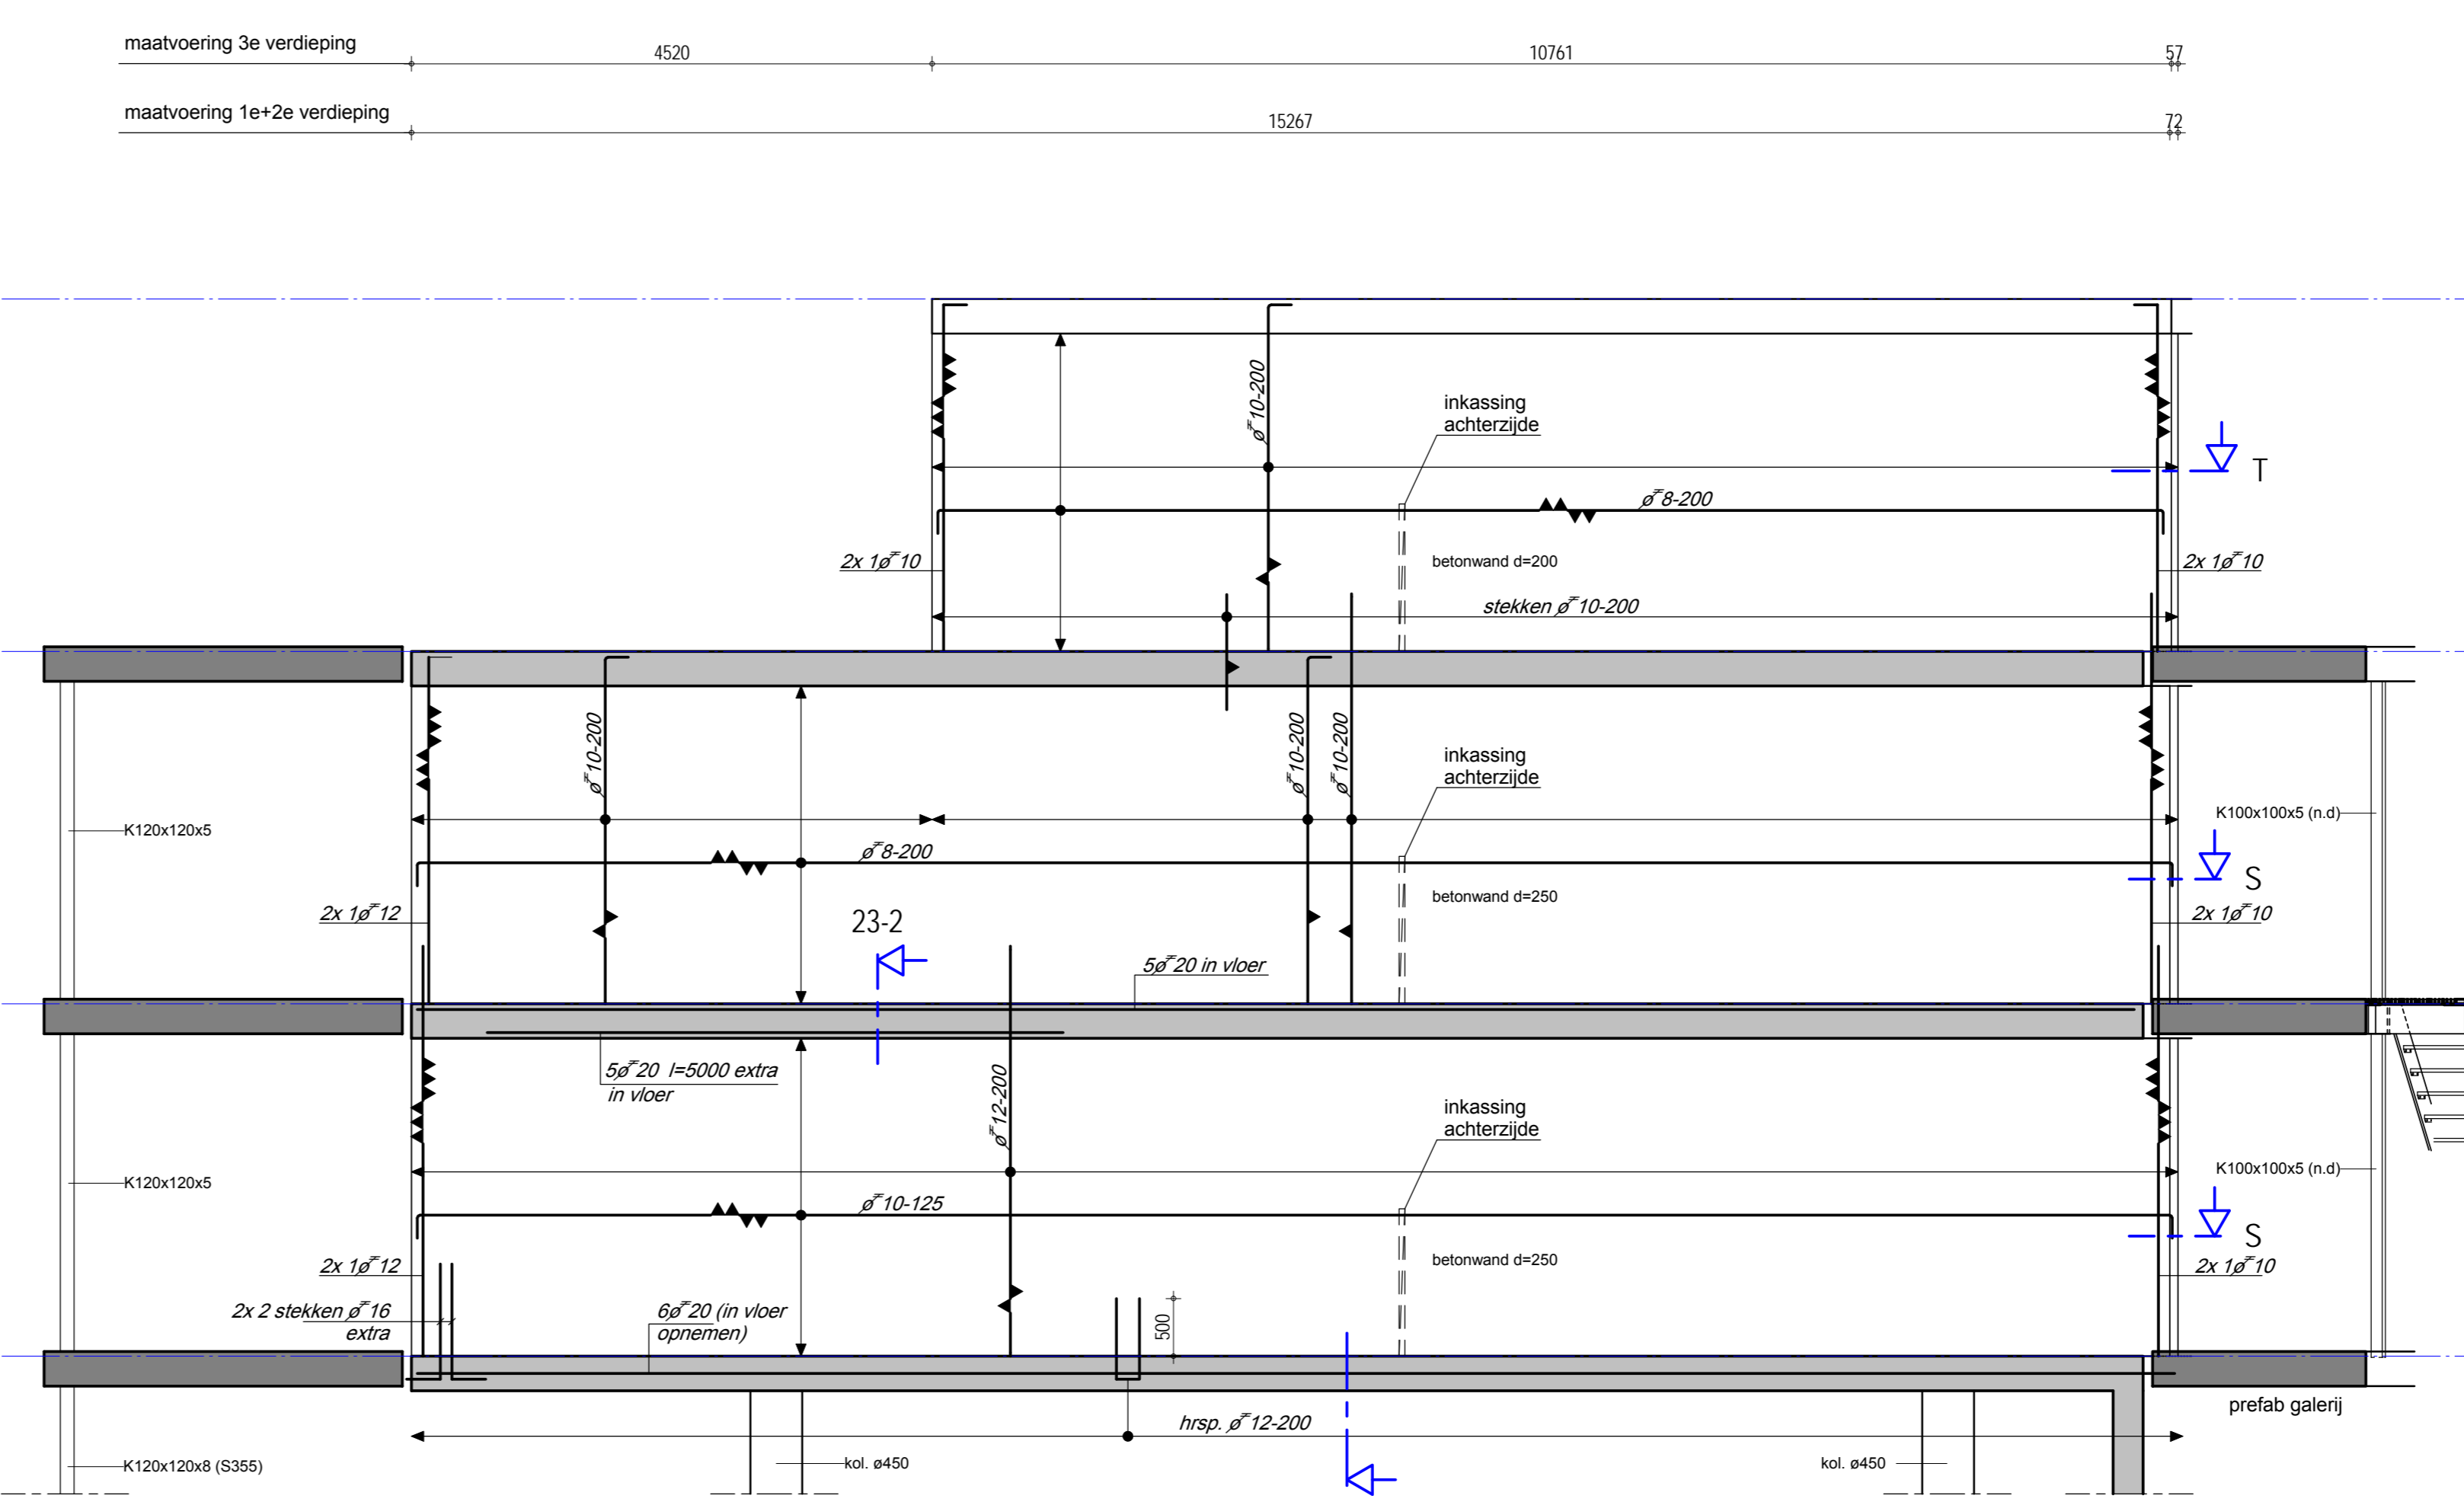 maatvoering 3e verdieping
4520
10761
57
maatvoering 1e+2e verdieping
15267
72
ø10-200
inkassing
achterzijde
T
ø8-200
2x 1ø10
betonwand d=200
2x 1ø10
stekken ø10-200
ø10-200
ø10-200
ø10-200
inkassing
achterzijde
K120x120x5
K100x100x5 (n.d)
ø8-200
S
betonwand d=250
2x 1ø12
23-2
2x 1ø10
5ø20 in vloer
5ø20 l=5000 extra
in vloer
ø12-200
inkassing
achterzijde
K120x120x5
K100x100x5 (n.d)
ø10-125
S
betonwand d=250
2x 1ø12
2x 1ø10
2x 2 stekken ø16
extra
6ø20 (in vloer
opnemen)
500
prefab galerij
hrsp. ø12-200
K120x120x8 (S355)
kol. ø450
kol. ø450